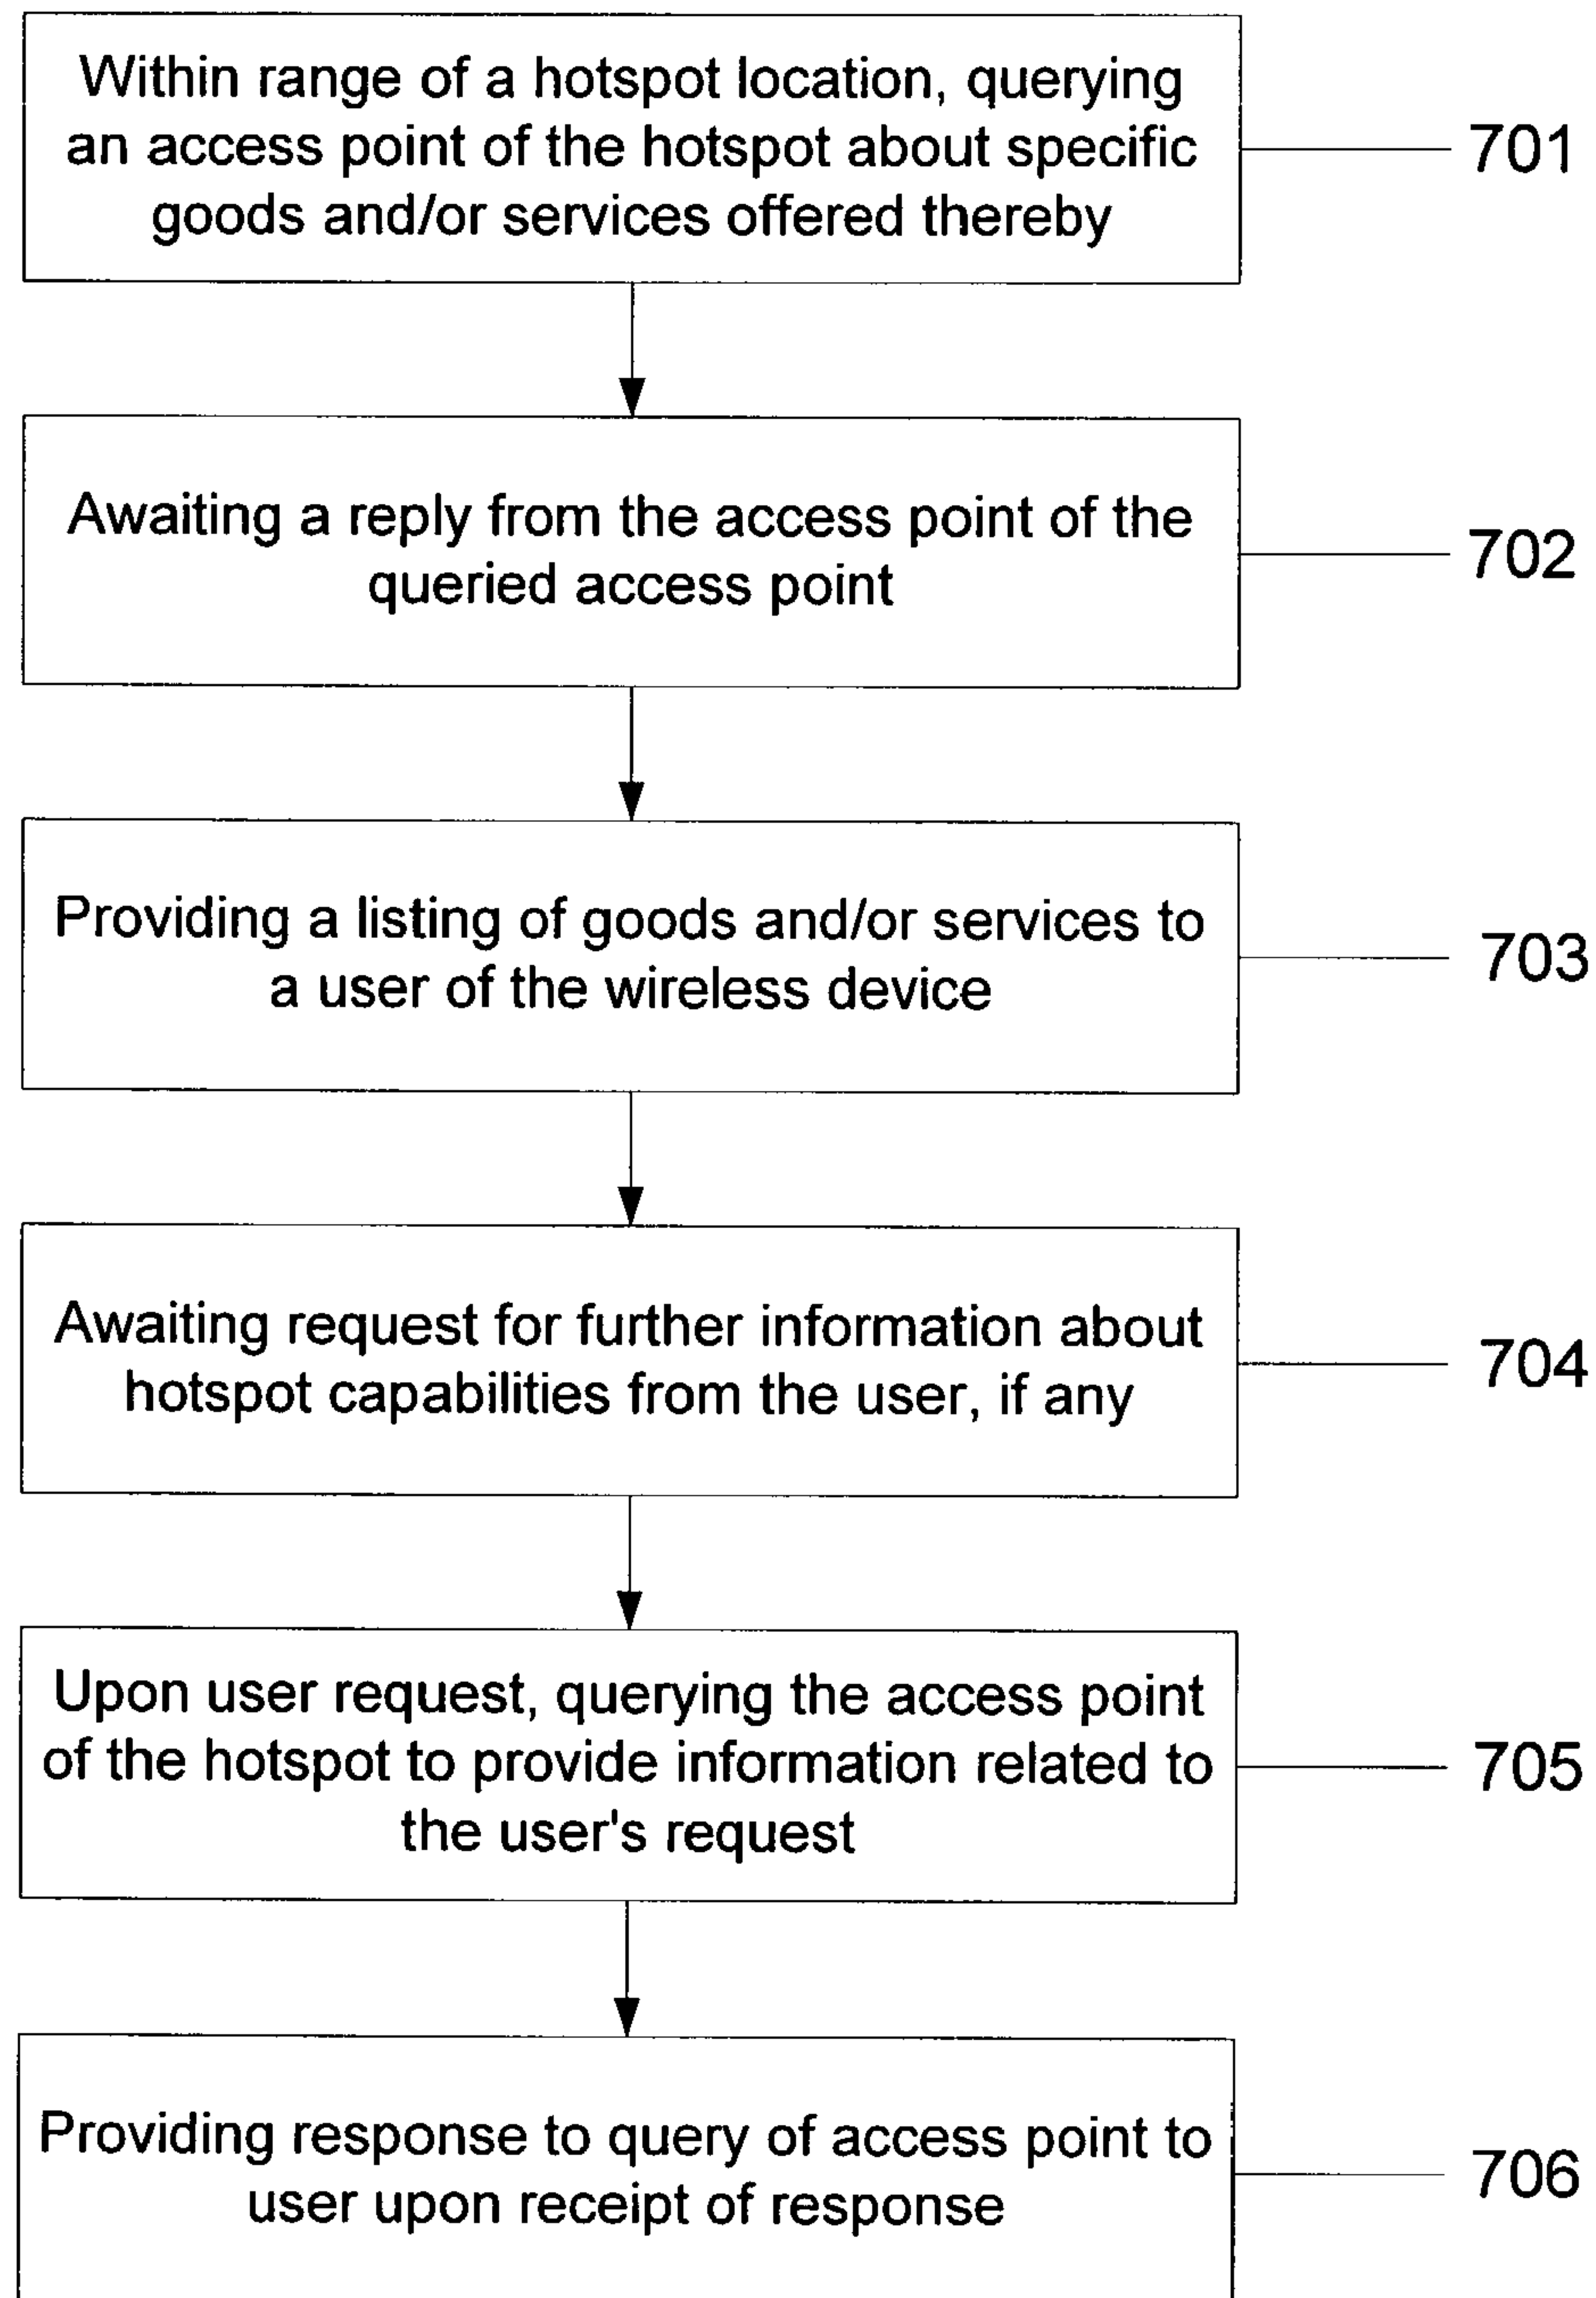 Within range of a hotspot location, querying
an access point of the hotspot about specific
goods and/or services offered thereby
701
Awaiting a reply from the access point of the
queried access point
702
Providing a listing of goods and/or services to
a user of the wireless device
703
Awaiting request for further information about
hotspot capabilities from the user, if any
704
Upon user request, querying the access point
of the hotspot to provide information related to
the user's request
705
Providing response to query of access point to
user upon receipt of response
706